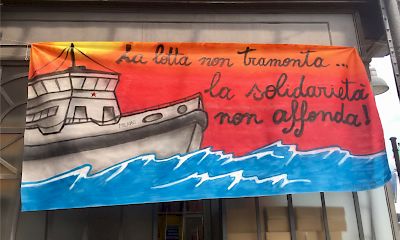 La lotta non tramonta...
la solidarietà
non affonda!